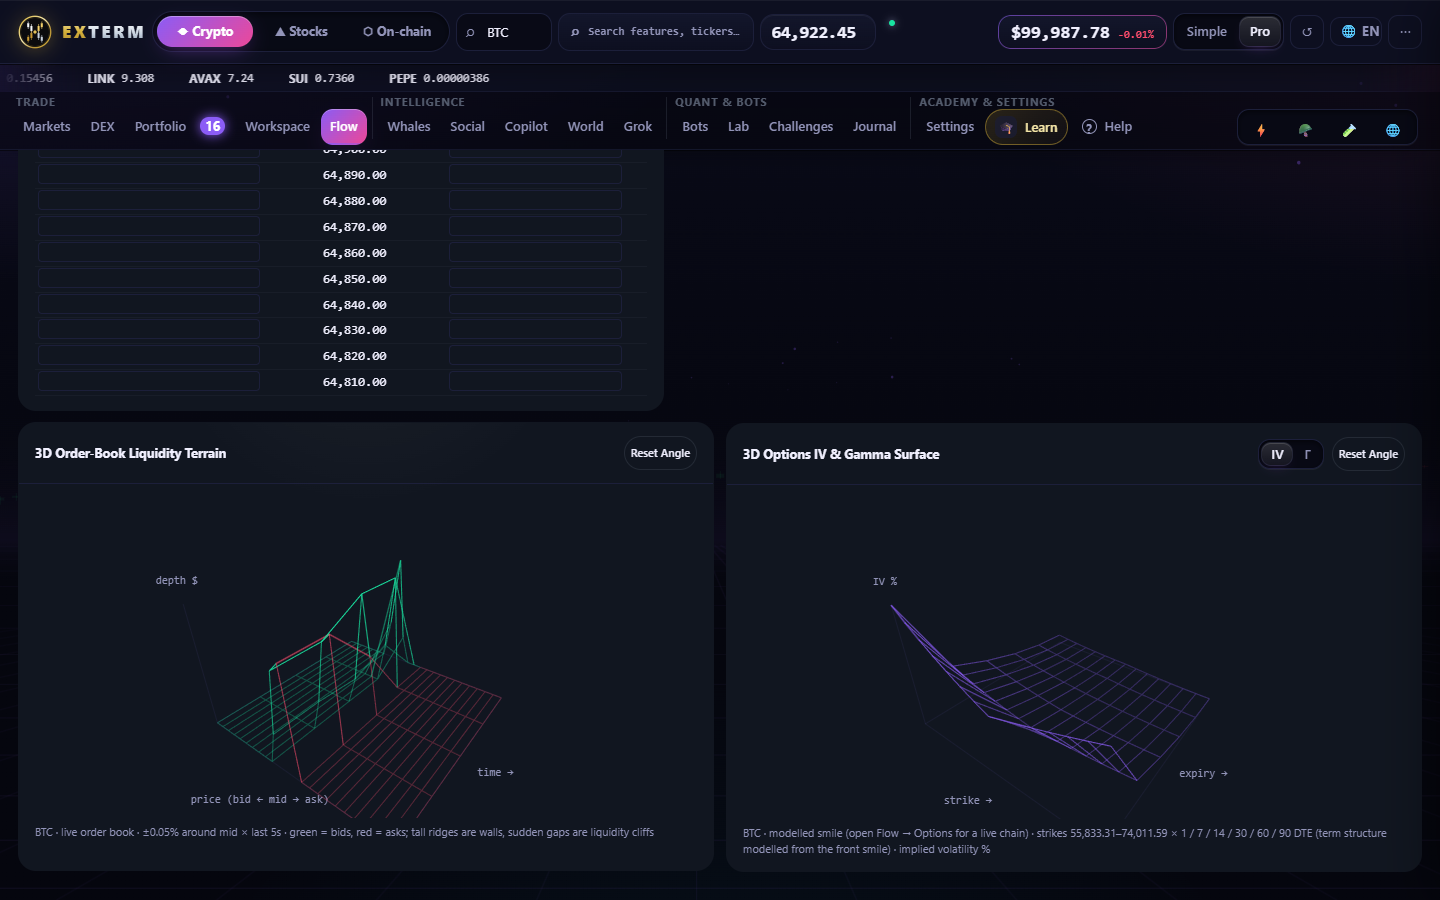 EXTERM
Crypto
Stocks
On-chain
BTC
search features, tickers…
64,922.45
$99,987.78 -0.01%
Simple
Pro
EN
0.15456 LINK 9.308 AVAX 7.24 SUI 0.7360 PEPE 0.00000386
TRADE
INTELLIGENCE
QUANT & BOTS
ACADEMY & SETTINGS
Markets DEX Portfolio 16 Workspace Flow Whales Social Copilot World Grok Bots Lab Challenges Journal Settings Learn ? Help
64,900.00
64,890.00
64,880.00
64,870.00
64,860.00
64,850.00
64,840.00
64,830.00
64,820.00
64,810.00
3D Order-Book Liquidity Terrain
Reset Angle
depth $
time →
price (bid ← mid → ask)
BTC · live order book · ±0.05% around mid × last 5s · green = bids, red = asks; tall ridges are walls, sudden gaps are liquidity cliffs
3D Options IV & Gamma Surface
IV Γ
Reset Angle
IV %
expiry →
strike →
BTC · modelled smile (open Flow → Options for a live chain) · strikes 55,833.31–74,011.59 × 1 / 7 / 14 / 30 / 60 / 90 DTE (term structure
modelled from the front smile) · implied volatility %